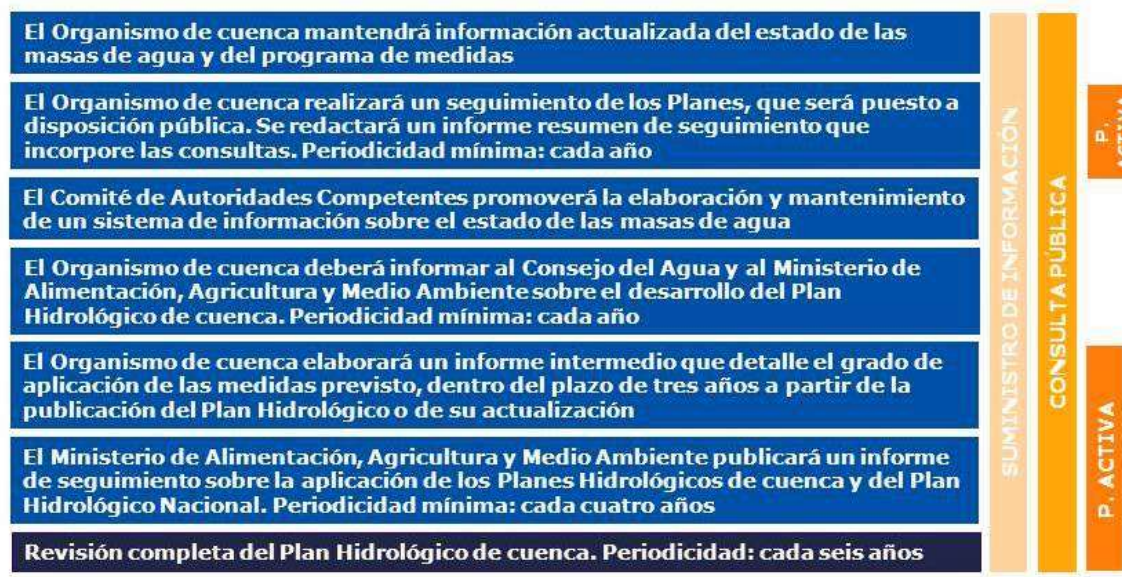 El Organismo de cuenca mantendrá información actualizada del estado de las
masas de agua y del programa de medidas
El Organismo de cuenca realizará un seguimiento de los Planes, que será puesto a
disposición pública. Se redactará un informe resumen de seguimiento que
incorpore las consultas. Periodicidad mínima: cada año
El Comité de Autoridades Competentes promoverá la elaboración y mantenimiento
de un sistema de información sobre el estado de las masas de agua
El Organismo de cuenca deberá informar al Consejo del Agua y al Ministerio de
Alimentación, Agricultura y Medio Ambiente sobre el desarrollo del Plan
Hidrológico de cuenca. Periodicidad mínima: cada año
El Organismo de cuenca elaborará un informe intermedio que detalle el grado de
aplicación de las medidas previsto, dentro del plazo de tres años a partir de la
publicación del Plan Hidrológico o de su actualización
El Ministerio de Alimentación, Agricultura y Medio Ambiente publicará un informe
de seguimiento sobre la aplicación de los Planes Hidrológicos de cuenca y del Plan
Hidrológico Nacional. Periodicidad mínima: cada cuatro años
Revisión completa del Plan Hidrológico de cuenca. Periodicidad: cada seis años
SUMINISTRO DE INFORMACIÓN
CONSULTA PÚBLICA
P.
P. ACTIVA